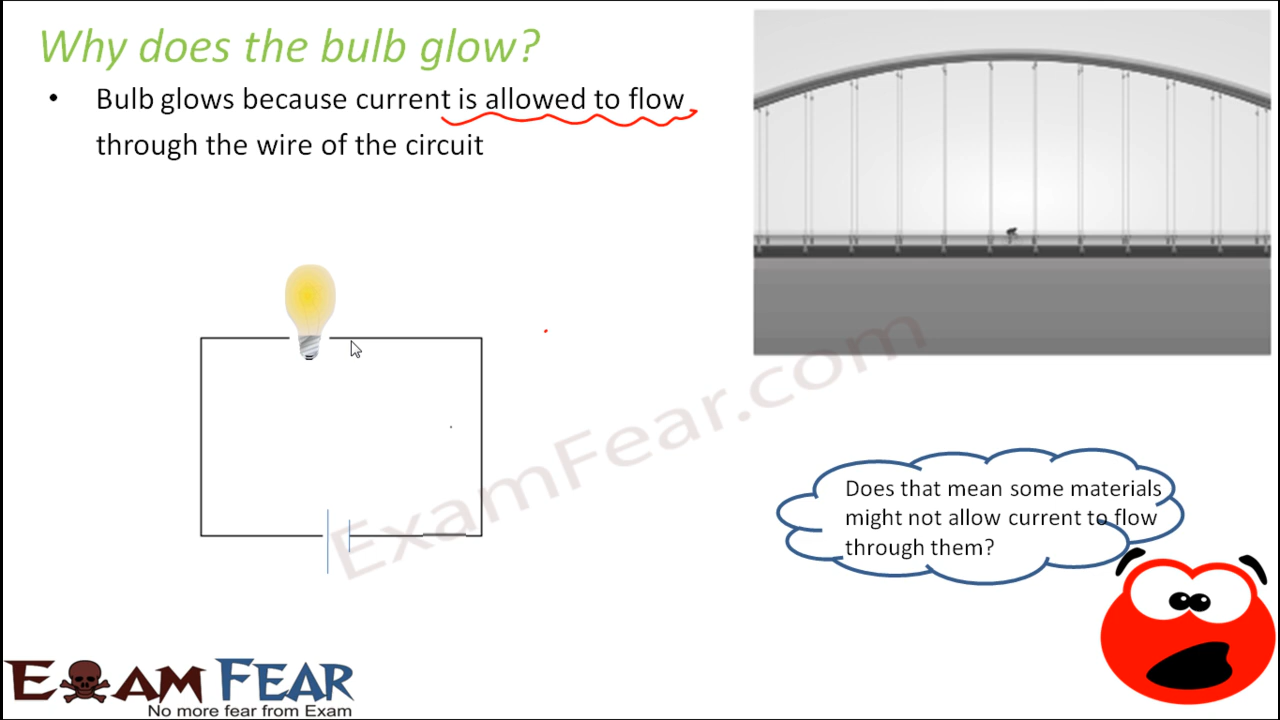 Why does the bulb glow?
• Bulb glows because current is allowed to flow
through the wire of the circuit
ExamFear.com
Does that mean some materials
might not allow current to flow
through them?
EXAM FEAR
No more fear from Exam